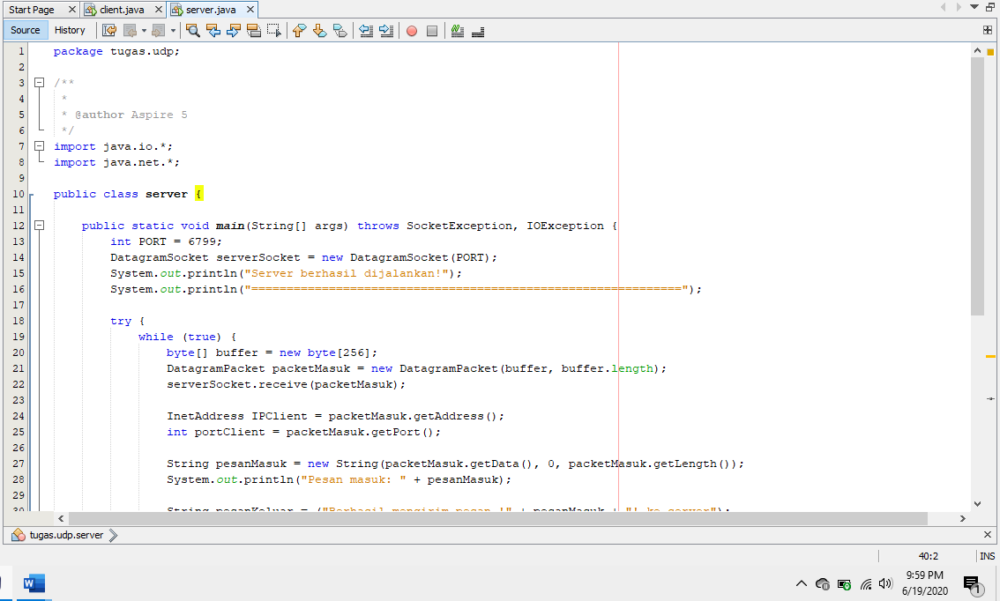 Start Page client.java server.java
Source History
1 package tugas.udp;
2
3 /**
4 *
5 * @author Aspire 5
6 */
7 import java.io.*;
8 import java.net.*;
9
10 public class server {
11
12 public static void main(String[] args) throws SocketException, IOException {
13 int PORT = 6799;
14 DatagramSocket serverSocket = new DatagramSocket(PORT);
15 System.out.println("Server berhasil dijalankan!");
16 System.out.println("=============================================================");
17
18 try {
19 while (true) {
20 byte[] buffer = new byte[256];
21 DatagramPacket packetMasuk = new DatagramPacket(buffer, buffer.length);
22 serverSocket.receive(packetMasuk);
23
24 InetAddress IPClient = packetMasuk.getAddress();
25 int portClient = packetMasuk.getPort();
26
27 String pesanMasuk = new String(packetMasuk.getData(), 0, packetMasuk.getLength());
28 System.out.println("Pesan masuk: " + pesanMasuk);
29
30 String pesanKeluar = ("Berhasil mengirim pesan !" + pesanMasuk + "! ke server");
tugas.udp.server
40:2 INS
9:59 PM
6/19/2020
1